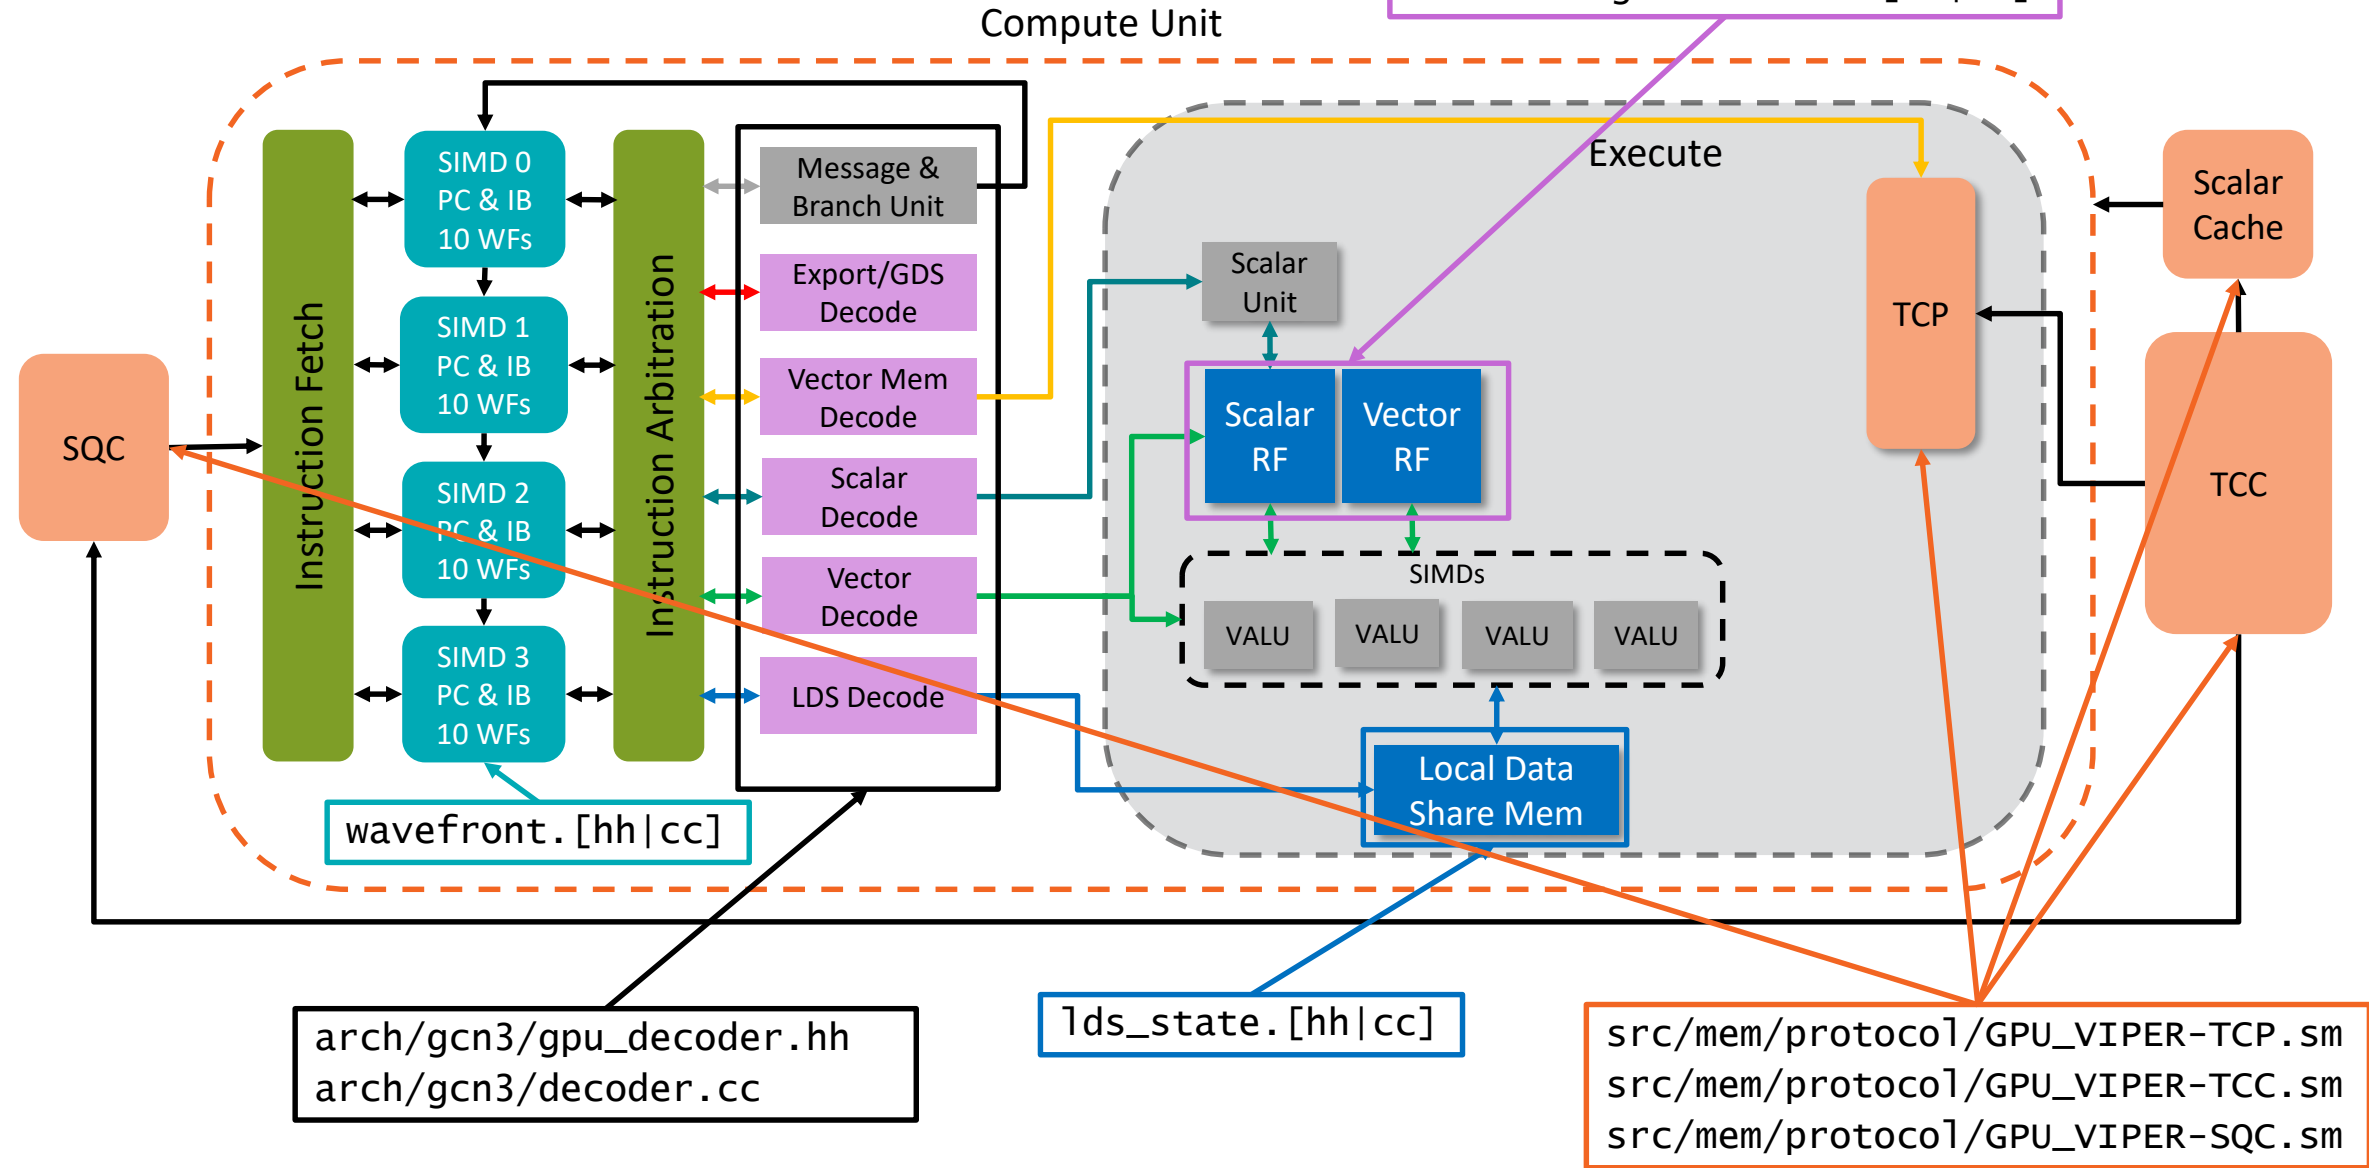 Compute Unit
Execute
SQC
Instruction Fetch
SIMD 0
PC & IB
10 WFs
SIMD 1
PC & IB
10 WFs
SIMD 2
PC & IB
10 WFs
SIMD 3
PC & IB
10 WFs
Instruction Arbitration
Message &
Branch Unit
Export/GDS
Decode
Vector Mem
Decode
Scalar
Decode
Vector
Decode
LDS Decode
Scalar
Unit
Scalar
RF
Vector
RF
SIMDs
VALU
VALU
VALU
VALU
Local Data
Share Mem
TCP
Scalar
Cache
TCC
wavefront.[hh|cc]
arch/gcn3/gpu_decoder.hh
arch/gcn3/decoder.cc
lds_state.[hh|cc]
src/mem/protocol/GPU_VIPER-TCP.sm
src/mem/protocol/GPU_VIPER-TCC.sm
src/mem/protocol/GPU_VIPER-SQC.sm